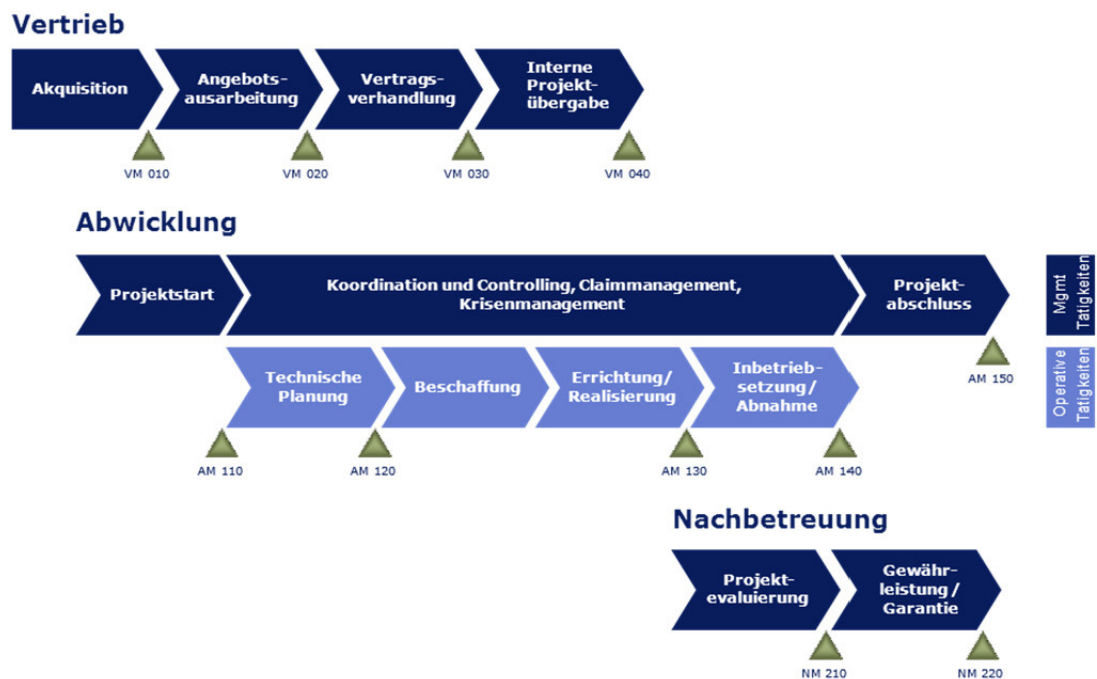 Vertrieb
Akquisition
Angebots-
ausarbeitung
Vertrags-
verhandlung
Interne
Projekt-
übergabe
VM 010
VM 020
VM 030
VM 040
Abwicklung
Projektstart
Koordination und Controlling, Claimmanagement,
Krisenmanagement
Projekt-
abschluss
Mgmt
Tatigkeiten
AM 150
Technische
Planung
Beschaffung
Errichtung/
Realisierung
Inbetrieb-
setzung/
Abnahme
Operative
Tatigkeiten
AM 110
AM 120
AM 130
AM 140
Nachbetreuung
Projekt-
evaluierung
Gewähr-
leistung /
Garantie
NM 210
NM 220